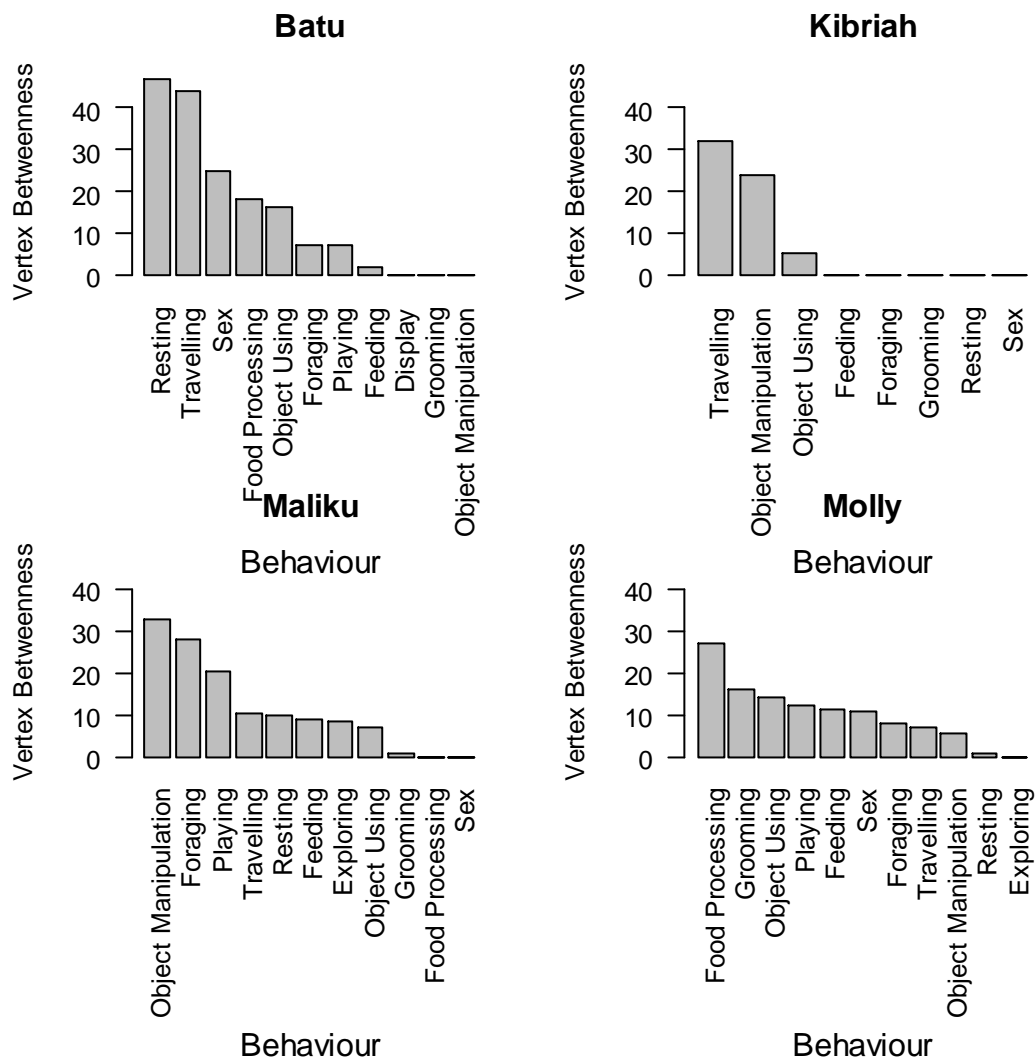 Batu
Vertex Betweenness
40
30
20
10
0
Resting
Travelling
Sex
Food Processing
Object Using
Foraging
Playing
Feeding
Display
Grooming
Object Manipulation
Kibriah
Vertex Betweenness
40
30
20
10
0
Travelling
Object Manipulation
Object Using
Feeding
Foraging
Grooming
Resting
Sex
Maliku
Behaviour
Vertex Betweenness
40
30
20
10
0
Object Manipulation
Foraging
Playing
Travelling
Resting
Feeding
Exploring
Object Using
Grooming
Food Processing
Sex
Behaviour
Molly
Behaviour
Vertex Betweenness
40
30
20
10
0
Food Processing
Grooming
Object Using
Playing
Feeding
Sex
Foraging
Travelling
Object Manipulation
Resting
Exploring
Behaviour